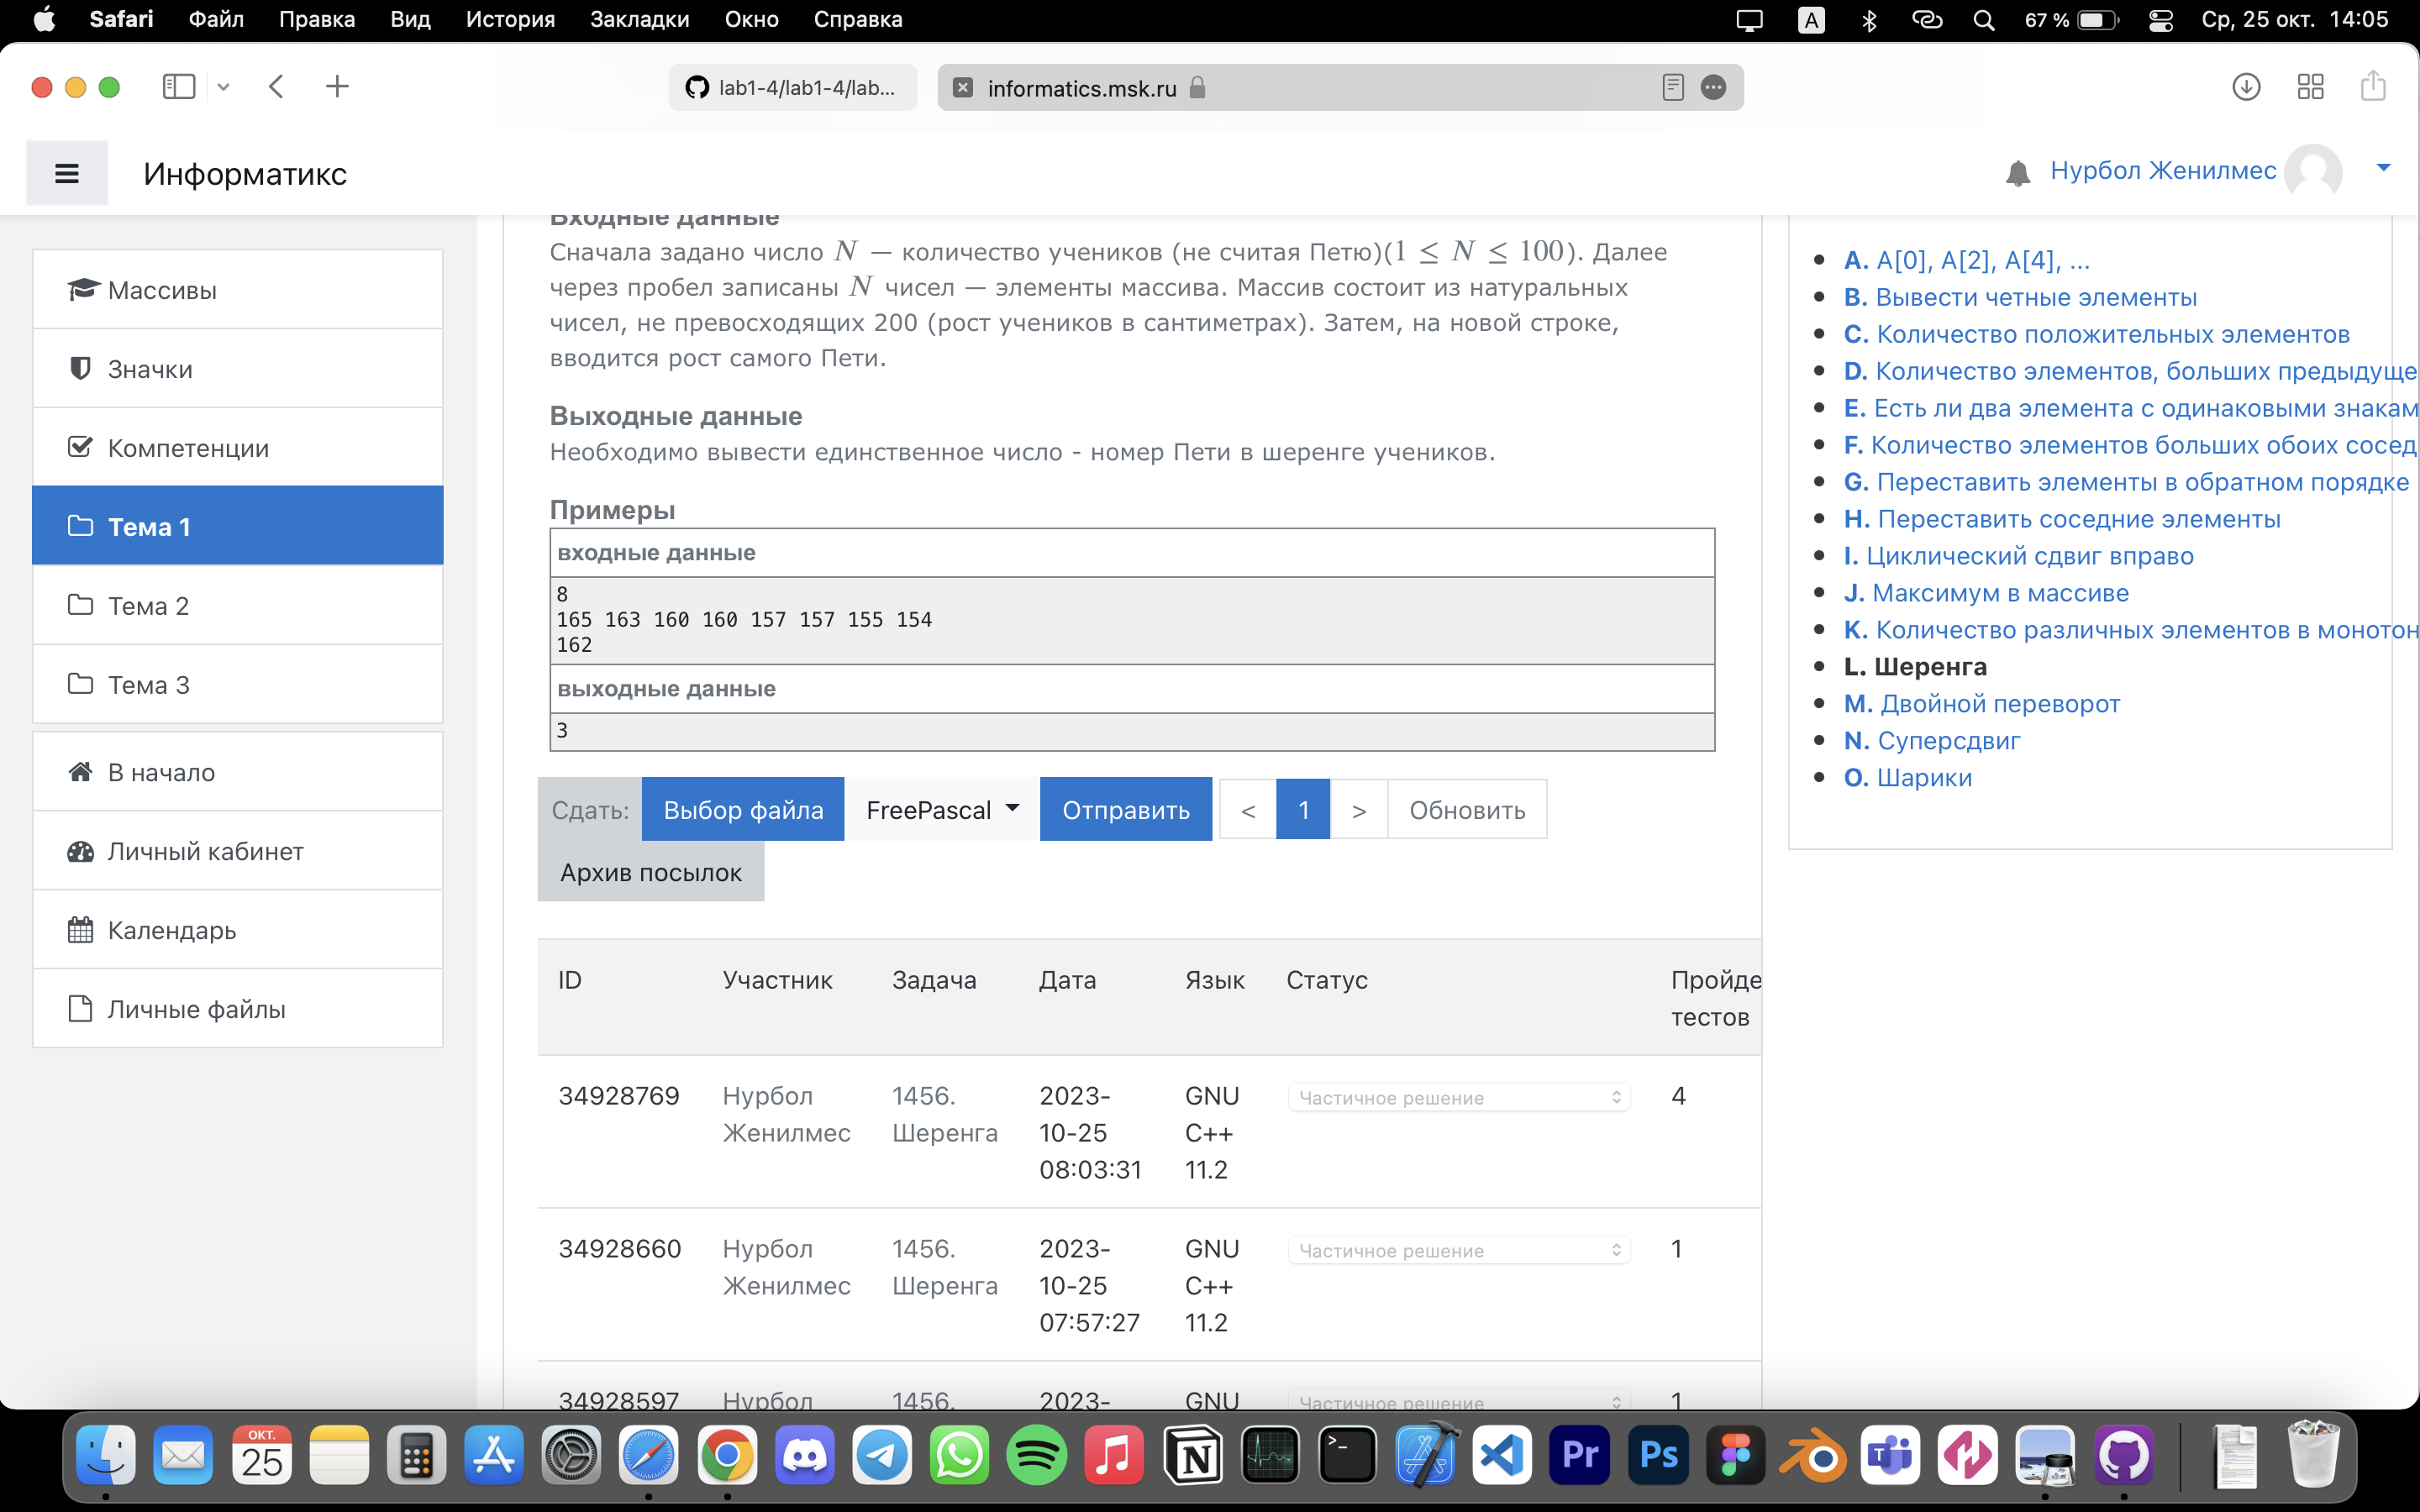 Safari Файл Правка Вид История Закладки Окно Справка A 67 % Ср, 25 окт. 14:05
lab1-4/lab1-4/lab... informatics.msk.ru
Информатикс
Нурбол Женилмес
Массивы
Значки
Компетенции
Тема 1
Тема 2
Тема 3
В начало
Личный кабинет
Календарь
Личные файлы
Входные данные
Сначала задано число N — количество учеников (не считая Петю)(1 ≤ N ≤ 100). Далее
через пробел записаны N чисел — элементы массива. Массив состоит из натуральных
чисел, не превосходящих 200 (рост учеников в сантиметрах). Затем, на новой строке,
вводится рост самого Пети.
Выходные данные
Необходимо вывести единственное число - номер Пети в шеренге учеников.
Примеры
входные данные
8
165 163 160 160 157 157 155 154
162
выходные данные
3
Сдать: Выбор файла FreePascal Отправить < 1 > Обновить
Архив посылок
ID Участник Задача Дата Язык Статус Пройде
тестов
34928769 Нурбол 1456. 2023- GNU Частичное решение 4
Женилмес Шеренга 10-25 C++
08:03:31 11.2
34928660 Нурбол 1456. 2023- GNU Частичное решение 1
Женилмес Шеренга 10-25 C++
07:57:27 11.2
34928597 Нурбол 1456. 2023- GNU Частичное решение 1
A. A[0], A[2], A[4], ...
B. Вывести четные элементы
C. Количество положительных элементов
D. Количество элементов, больших предыдуще
E. Есть ли два элемента с одинаковыми знакам
F. Количество элементов больших обоих сосед
G. Переставить элементы в обратном порядке
H. Переставить соседние элементы
I. Циклический сдвиг вправо
J. Максимум в массиве
K. Количество различных элементов в монотон
L. Шеренга
M. Двойной переворот
N. Суперсдвиг
O. Шарики
ОКТ.
25
N
>_
Pr
Ps
T